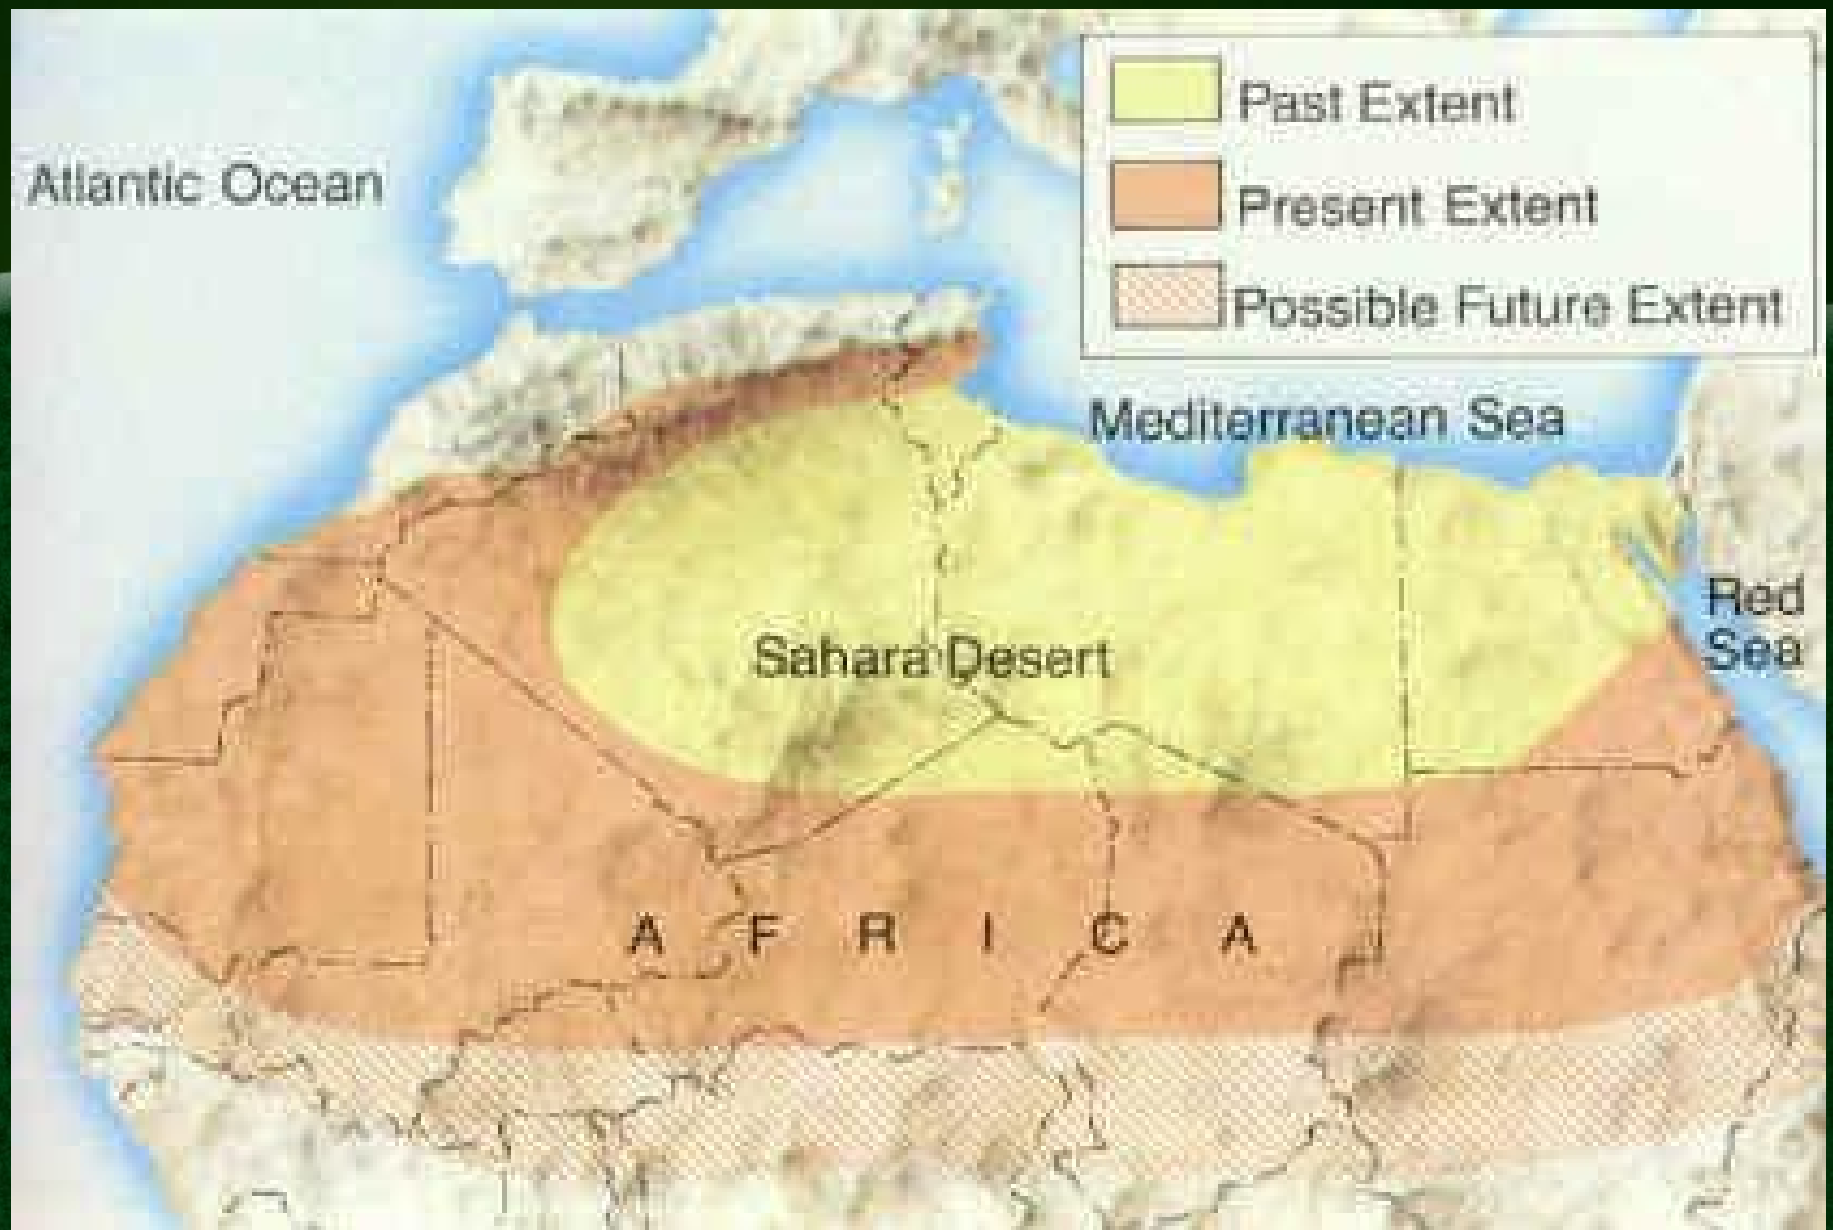 Past Extent
Atlantic Ocean
Present Extent
Possible Future Extent
Mediterranean Sea
Red
Sea
Sahara Desert
A F R I C A